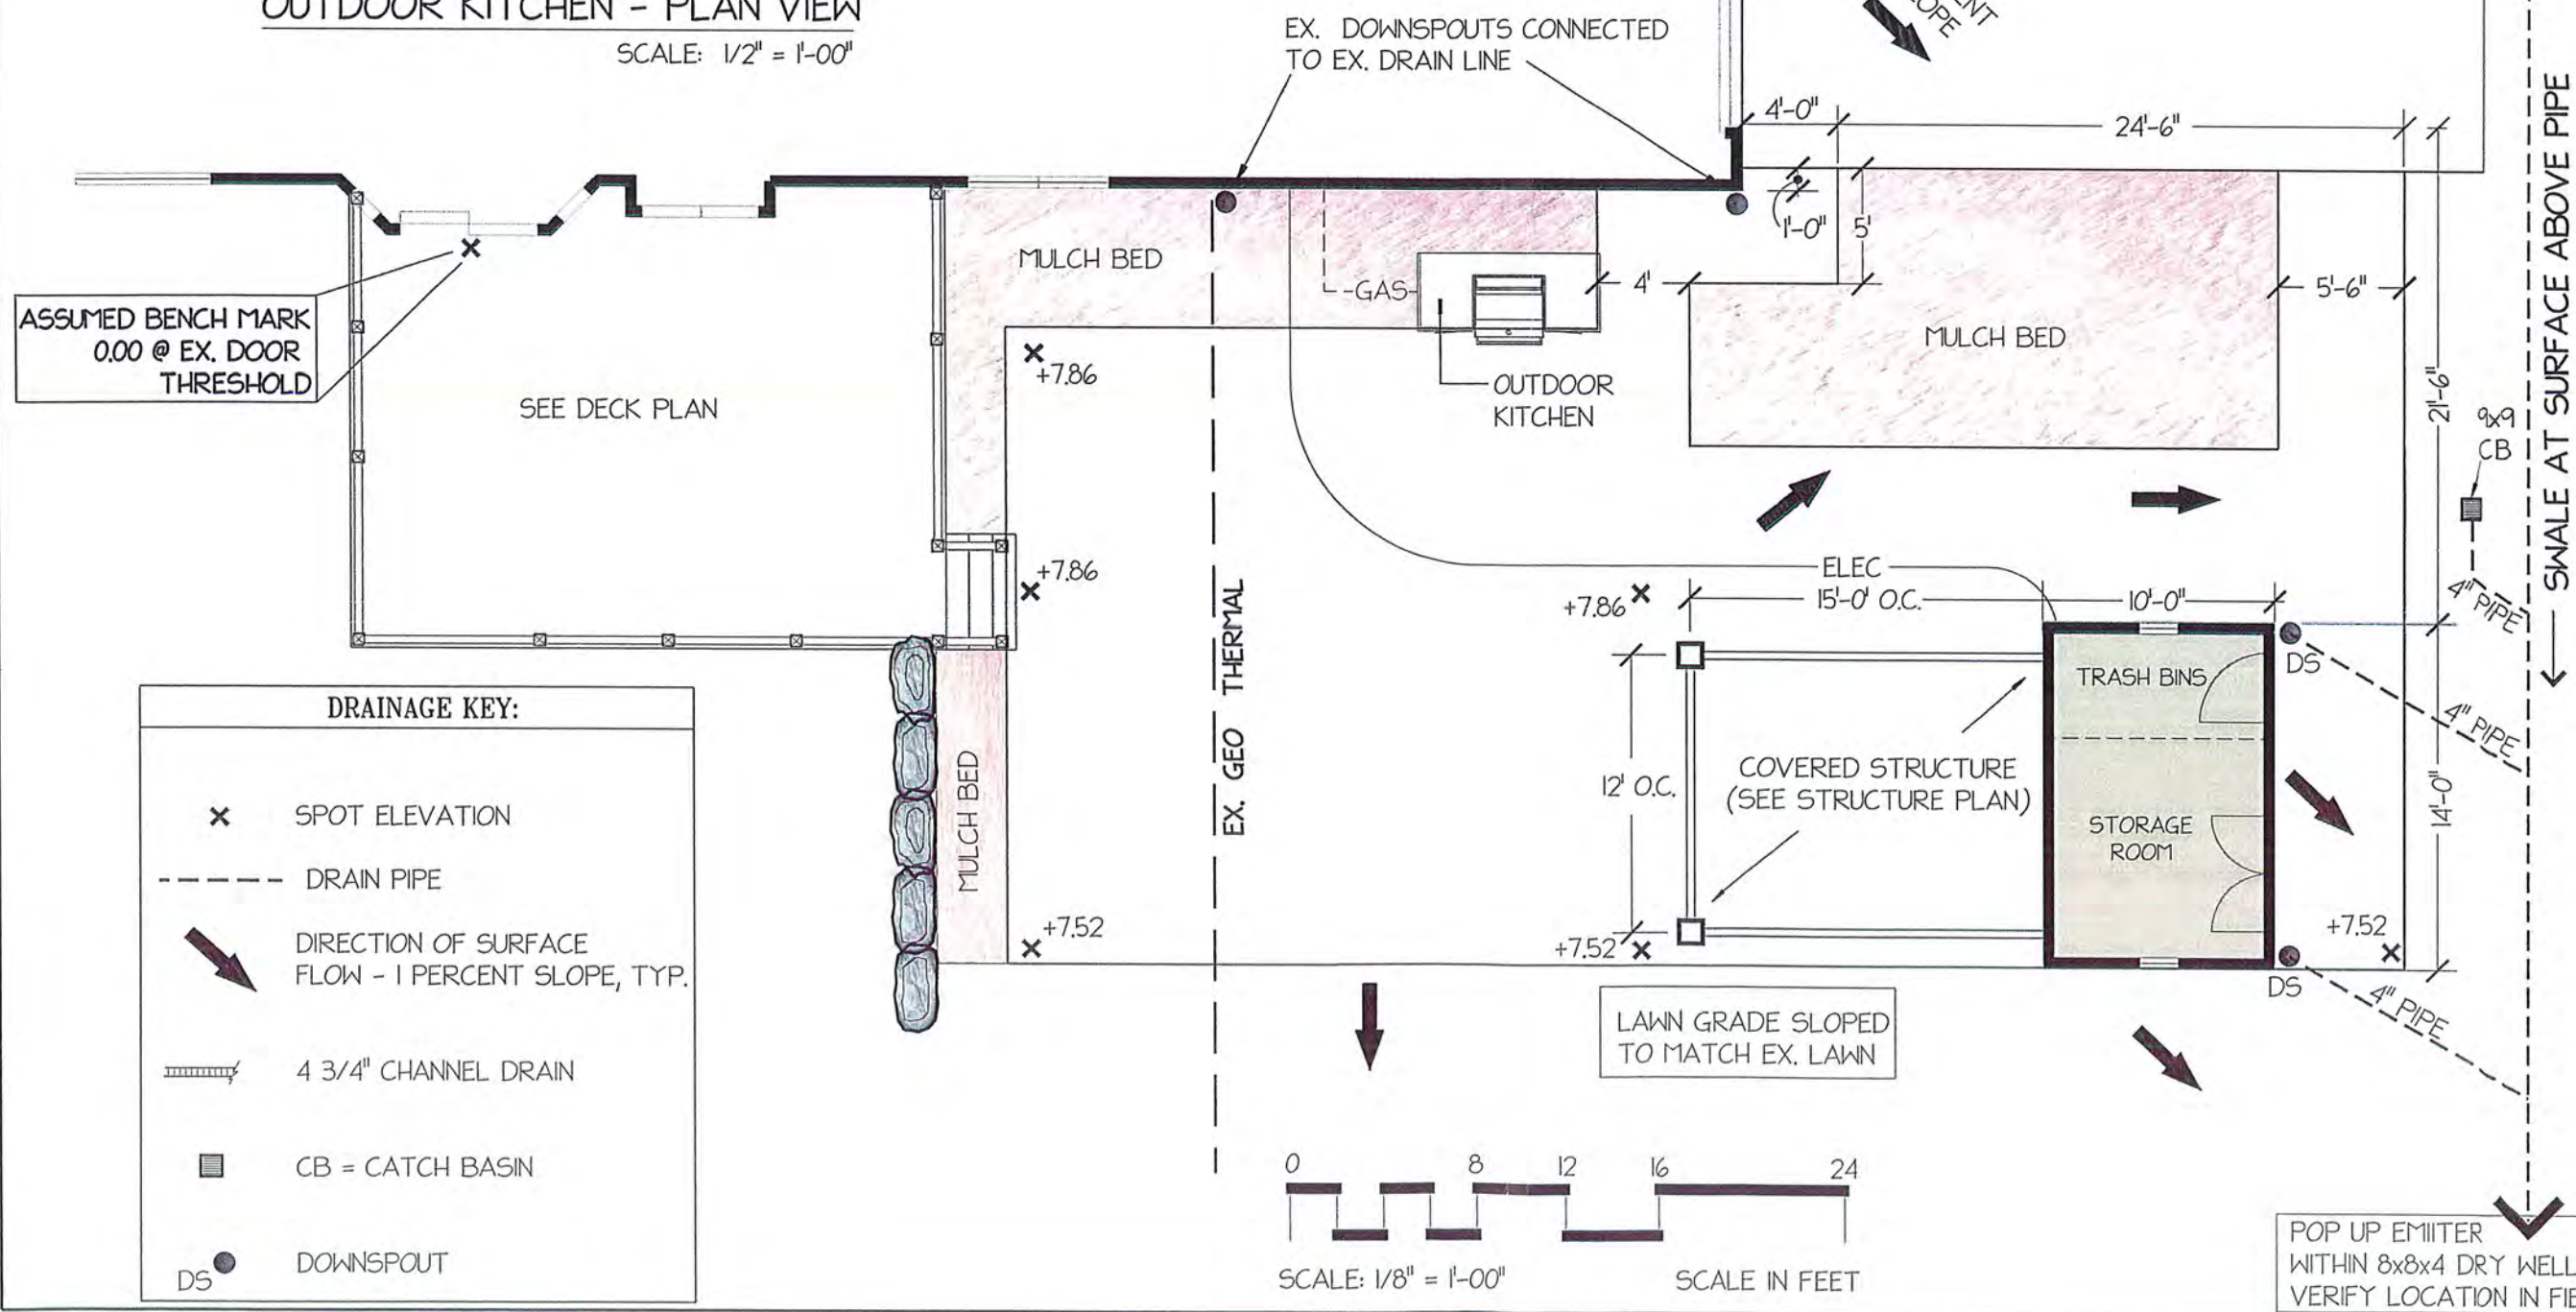 OUTDOOR KITCHEN - PLAN VIEW
SCALE: 1/2" = 1'-00"
EX. DOWNSPOUTS CONNECTED
TO EX. DRAIN LINE
4'-0"
24'-6"
1'-0"
5'
SWALE AT SURFACE ABOVE PIPE
ASSUMED BENCH MARK
0.00 @ EX. DOOR
THRESHOLD
SEE DECK PLAN
MULCH BED
GAS
4'
OUTDOOR
KITCHEN
MULCH BED
5'-6"
21'-6"
9x9
CB
+7.86
+7.86
+7.86
ELEC
15'-0" O.C.
10'-0"
4" PIPE
EX. GEO THERMAL
MULCH BED
12' O.C.
COVERED STRUCTURE
(SEE STRUCTURE PLAN)
TRASH BINS
STORAGE
ROOM
DS
4" PIPE
14'-0"
+7.52
+7.52
+7.52
DS
4" PIPE
LAWN GRADE SLOPED
TO MATCH EX. LAWN
DRAINAGE KEY:
SPOT ELEVATION
DRAIN PIPE
DIRECTION OF SURFACE
FLOW - 1 PERCENT SLOPE, TYP.
4 3/4" CHANNEL DRAIN
CB = CATCH BASIN
DS
DOWNSPOUT
0 8 12 16 24
SCALE: 1/8" = 1'-00"
SCALE IN FEET
POP UP EMIITER
WITHIN 8x8x4 DRY WELL
VERIFY LOCATION IN